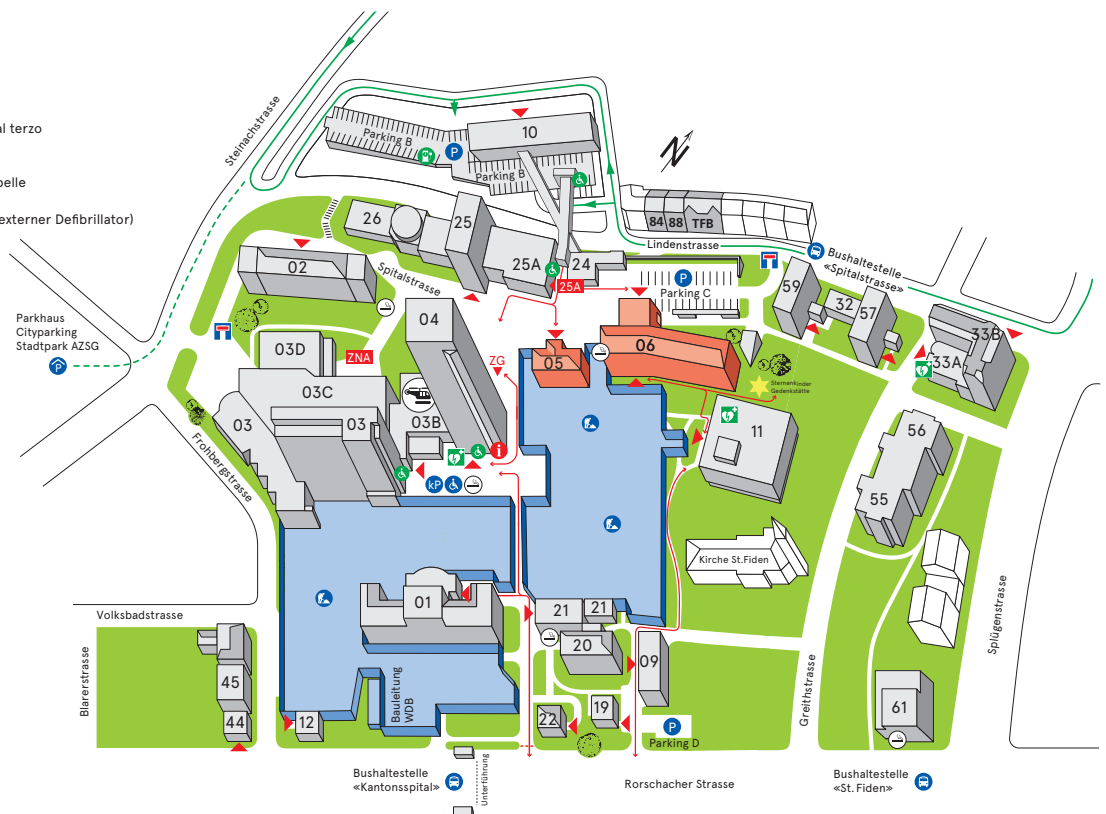 al terzo
pelle
externer Defibrillator)
Steinachstrasse
Parking B
P
10
Parking B
N
84 88 TFB
Lindenstrasse
Bushaltestelle
«Spitalstrasse»
26
25
25A
24
25A
P
Parking C
59
32
57
33B
33A
02
Spitalstrasse
04
Parkhaus
Cityparking
Stadtpark AZSG
P
03D
ZNA
ZG
05
06
Sternenkinder
Gedenkstätte
03C
03
03
03B
i
kP
11
56
55
Frohbergstrasse
Kirche St.Fiden
01
21
21
20
09
Volksbadstrasse
Blarerstrasse
45
44
12
Bauleitung
WDB
22
19
P
Parking D
Greithstrasse
Splügenstrasse
61
Bushaltestelle
«Kantonsspital»
Unterführung
Rorschacher Strasse
Bushaltestelle
«St. Fiden»